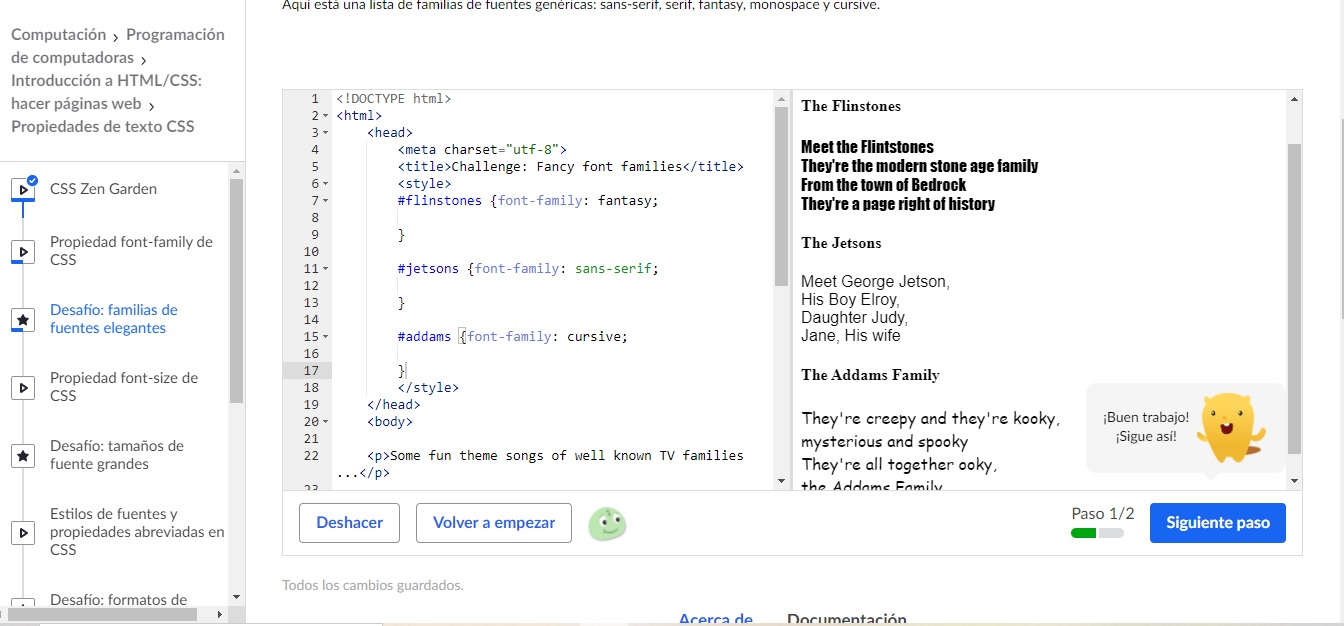 Aquí está una lista de familias de fuentes genéricas: sans-serif, serif, fantasy, monospace y cursive.
Computación › Programación
de computadoras ›
Introducción a HTML/CSS:
hacer páginas web ›
Propiedades de texto CSS
CSS Zen Garden
Propiedad font-family de
CSS
Desafío: familias de
fuentes elegantes
Propiedad font-size de
CSS
Desafío: tamaños de
fuente grandes
Estilos de fuentes y
propiedades abreviadas en
CSS
Desafío: formatos de
1 <!DOCTYPE html>
2 <html>
3 <head>
4 <meta charset="utf-8">
5 <title>Challenge: Fancy font families</title>
6 <style>
7 #flinstones {font-family: fantasy;
8
9 }
10
11 #jetsons {font-family: sans-serif;
12
13 }
14
15 #addams {font-family: cursive;
16
17 }
18 </style>
19 </head>
20 <body>
21
22 <p>Some fun theme songs of well known TV families
...</p>
23
The Flinstones
Meet the Flintstones
They're the modern stone age family
From the town of Bedrock
They're a page right of history
The Jetsons
Meet George Jetson,
His Boy Elroy,
Daughter Judy,
Jane, His wife
The Addams Family
They're creepy and they're kooky,
mysterious and spooky
They're all together ooky,
the Addams Family
¡Buen trabajo!
¡Sigue así!
Deshacer
Volver a empezar
Paso 1/2
Siguiente paso
Todos los cambios guardados.
Acerca de
Documentación